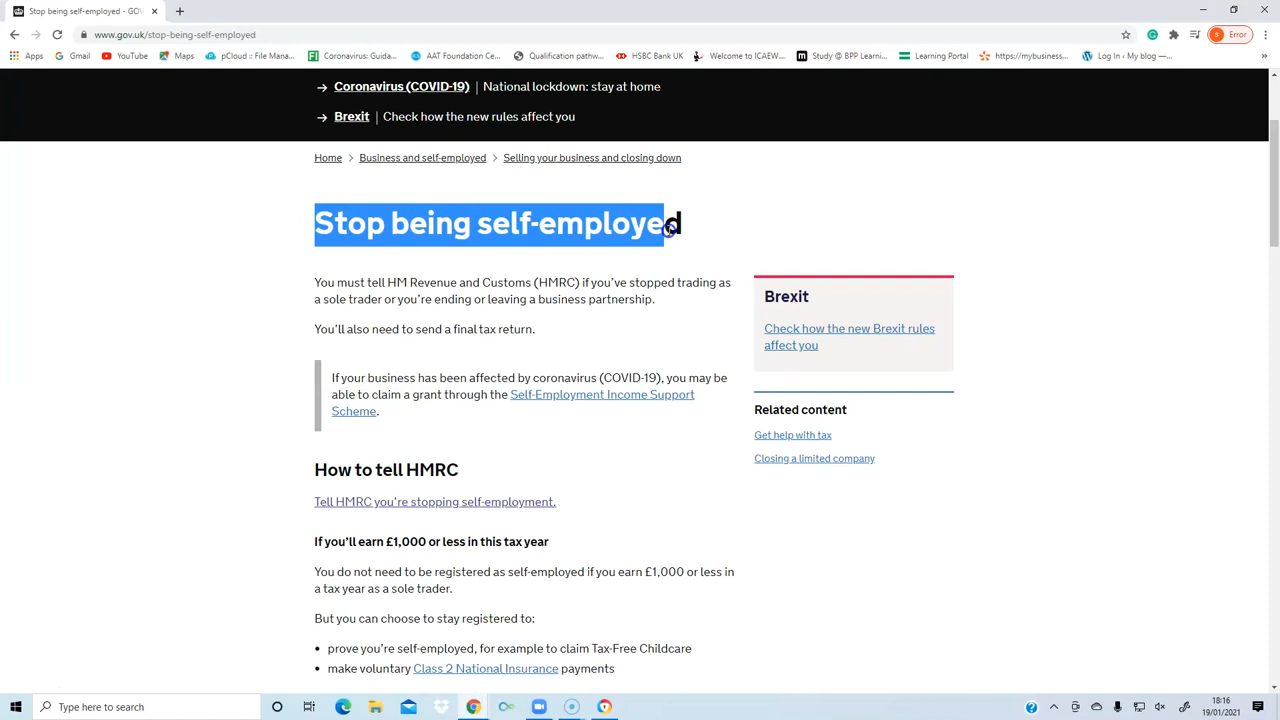 Stop being self-employed - GOV
www.gov.uk/stop-being-self-employed
Error
Apps
Gmail
YouTube
Maps
pCloud :: File Mana...
Coronavirus: Guida...
AAT Foundation Ce...
Qualification pathw...
HSBC Bank UK
Welcome to ICAEW...
Study @ BPP Learni...
Learning Portal
https://mybusiness...
Log In ‹ My blog —...
»
→ Coronavirus (COVID-19) | National lockdown: stay at home
→ Brexit | Check how the new rules affect you
Home > Business and self-employed > Selling your business and closing down
Stop being self-employed
You must tell HM Revenue and Customs (HMRC) if you've stopped trading as
a sole trader or you're ending or leaving a business partnership.
You'll also need to send a final tax return.
If your business has been affected by coronavirus (COVID-19), you may be
able to claim a grant through the Self-Employment Income Support
Scheme.
How to tell HMRC
Tell HMRC you're stopping self-employment.
If you'll earn £1,000 or less in this tax year
You do not need to be registered as self-employed if you earn £1,000 or less in
a tax year as a sole trader.
But you can choose to stay registered to:
• prove you're self-employed, for example to claim Tax-Free Childcare
• make voluntary Class 2 National Insurance payments
Brexit
Check how the new Brexit rules
affect you
Related content
Get help with tax
Closing a limited company
Type here to search
18:16
19/01/2021